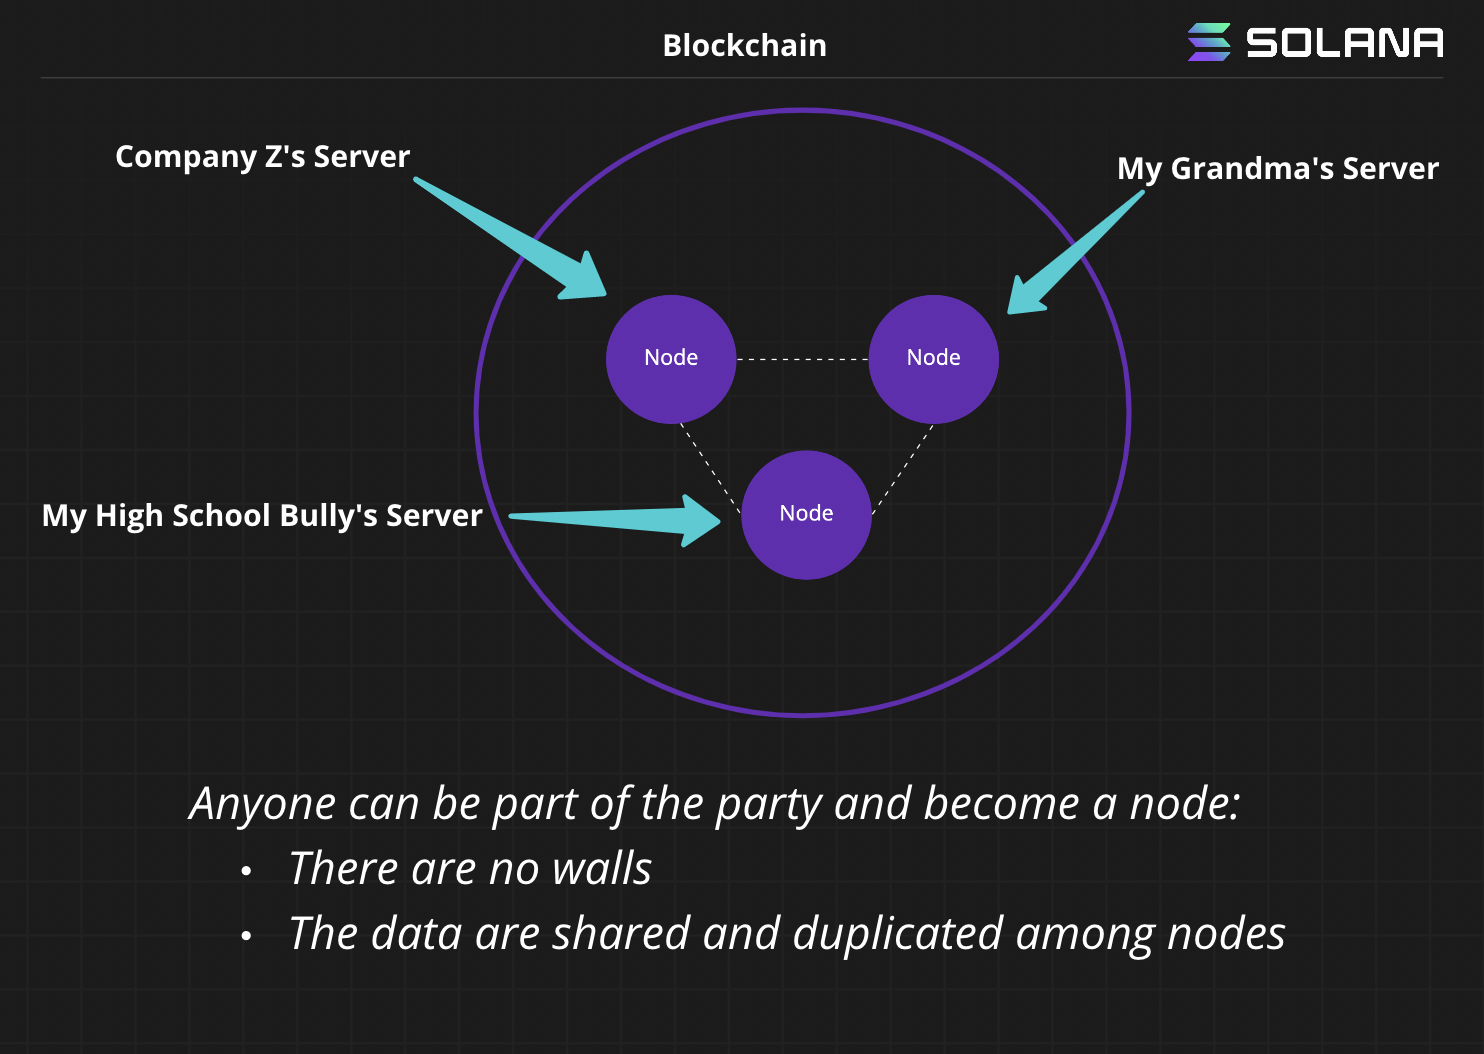 Blockchain
SOLANA
Company Z's Server
My Grandma's Server
Node
Node
My High School Bully's Server
Node
Anyone can be part of the party and become a node:
• There are no walls
• The data are shared and duplicated among nodes